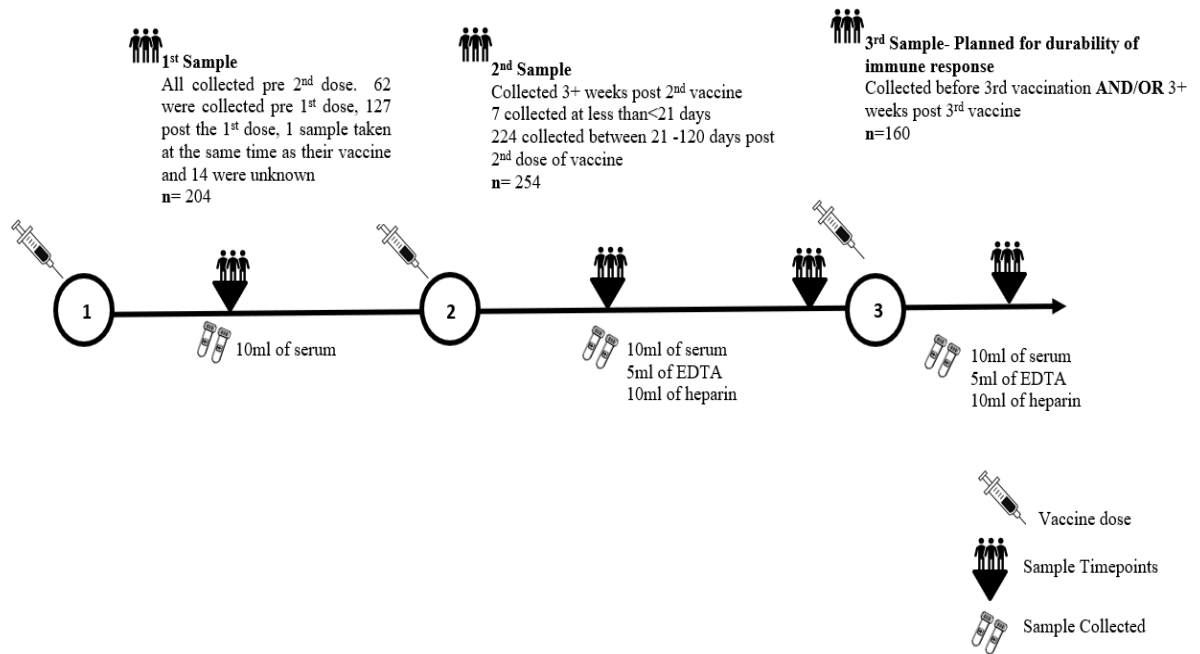 1st Sample
All collected pre 2nd dose. 62
were collected pre 1st dose, 127
post the 1st dose, 1 sample taken
at the same time as their vaccine
and 14 were unknown
n= 204
2nd Sample
Collected 3+ weeks post 2nd vaccine
7 collected at less than<21 days
224 collected between 21 -120 days post
2nd dose of vaccine
n= 254
3rd Sample- Planned for durability of
immune response
Collected before 3rd vaccination AND/OR 3+
weeks post 3rd vaccine
n=160
1
2
3
10ml of serum
10ml of serum
5ml of EDTA
10ml of heparin
10ml of serum
5ml of EDTA
10ml of heparin
Vaccine dose
Sample Timepoints
Sample Collected